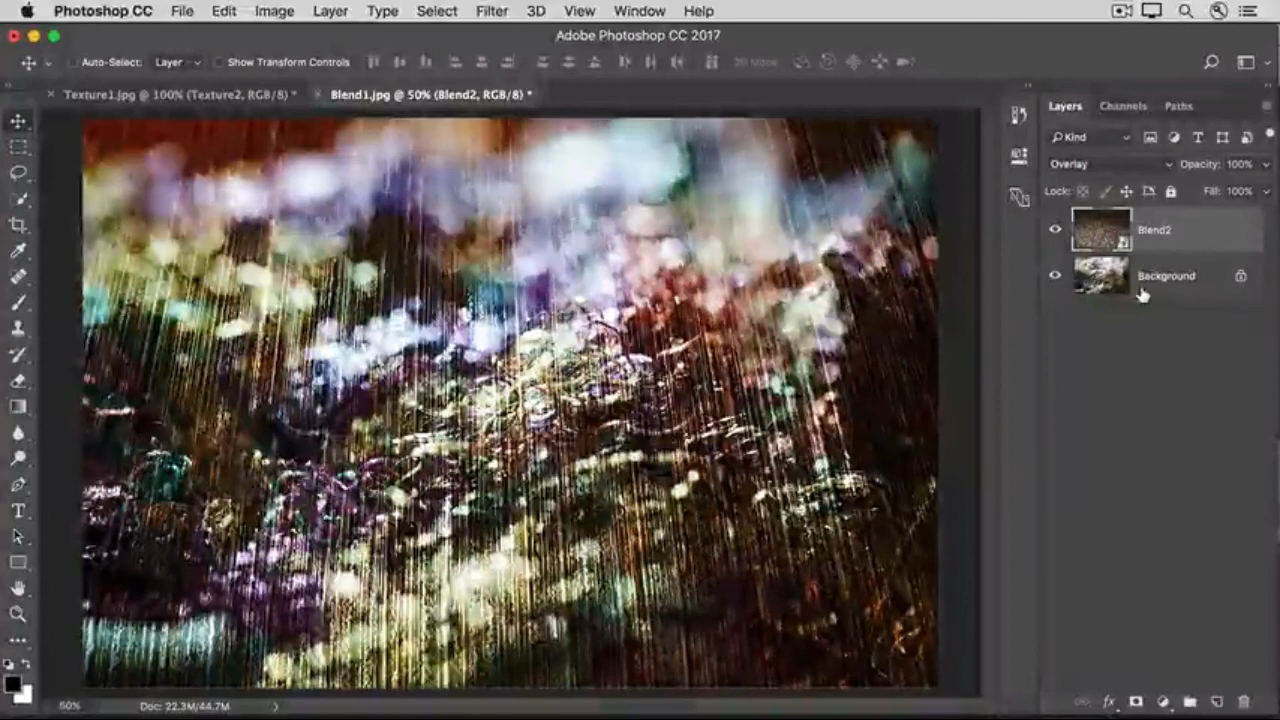 Photoshop CC File Edit Image Layer Type Select Filter 3D View Window Help
Adobe Photoshop CC 2017
Auto-Select: Layer Show Transform Controls 3D Mode
Texture1.jpg @ 100% (Texture2, RGB/8) * Blend1.jpg @ 50% (Blend2, RGB/8) *
Layers Channels Paths
Kind
Overlay Opacity: 100%
Lock: Fill: 100%
Blend2
Background
50% Doc: 22.3M/44.7M